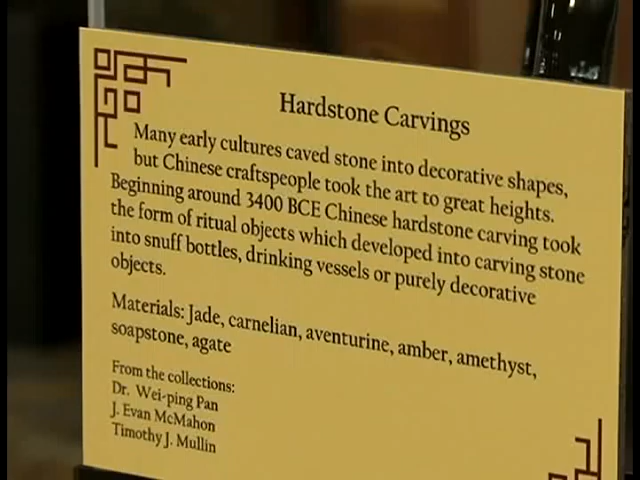 Hardstone Carvings
Many early cultures caved stone into decorative shapes,
but Chinese craftspeople took the art to great heights.
Beginning around 3400 BCE Chinese hardstone carving took
the form of ritual objects which developed into carving stone
into snuff bottles, drinking vessels or purely decorative
objects.
Materials: Jade, carnelian, aventurine, amber, amethyst,
soapstone, agate
From the collections:
Dr. Wei-ping Pan
J. Evan McMahon
Timothy J. Mullin